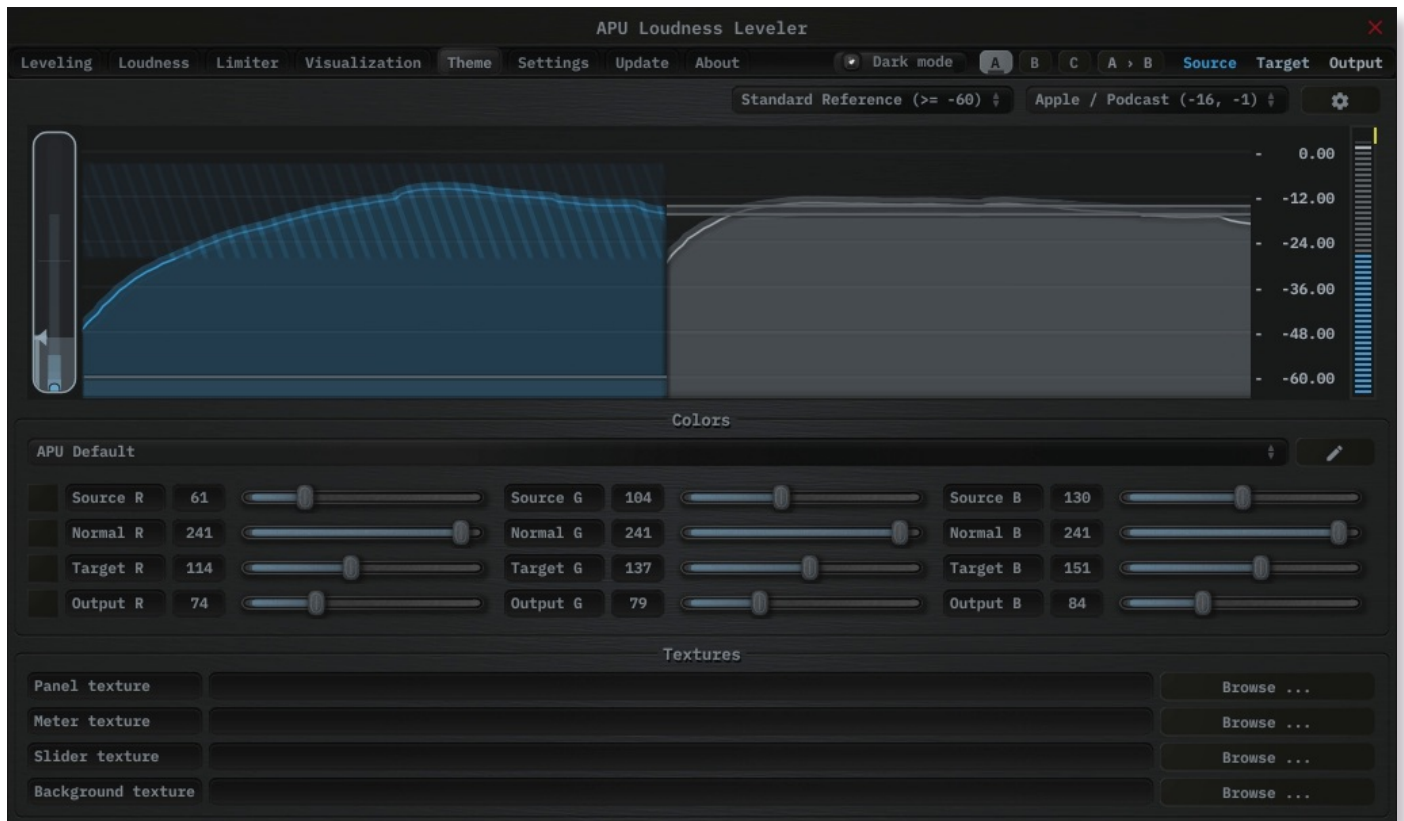 APU Loudness Leveler
Leveling Loudness Limiter Visualization Theme Settings Update About Dark mode A B C A › B Source Target Output
Standard Reference (>= -60) Apple / Podcast (-16, -1)
- 0.00
- -12.00
- -24.00
- -36.00
- -48.00
- -60.00
Colors
APU Default
Source R 61 Source G 104 Source B 130
Normal R 241 Normal G 241 Normal B 241
Target R 114 Target G 137 Target B 151
Output R 74 Output G 79 Output B 84
Textures
Panel texture Browse ...
Meter texture Browse ...
Slider texture Browse ...
Background texture Browse ...